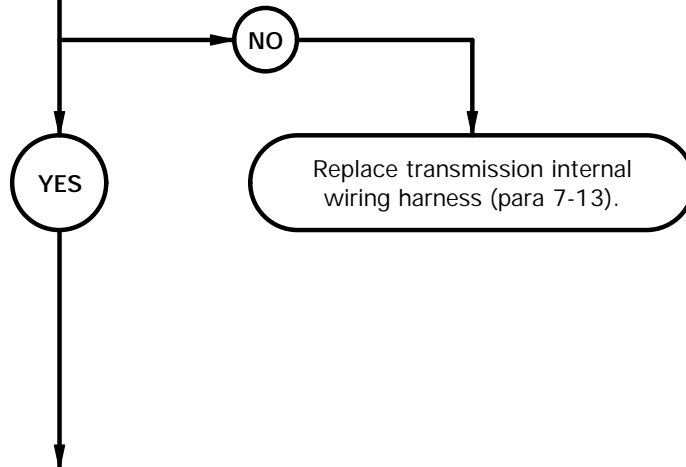 NO
YES
Replace transmission internal
wiring harness (para 7-13).